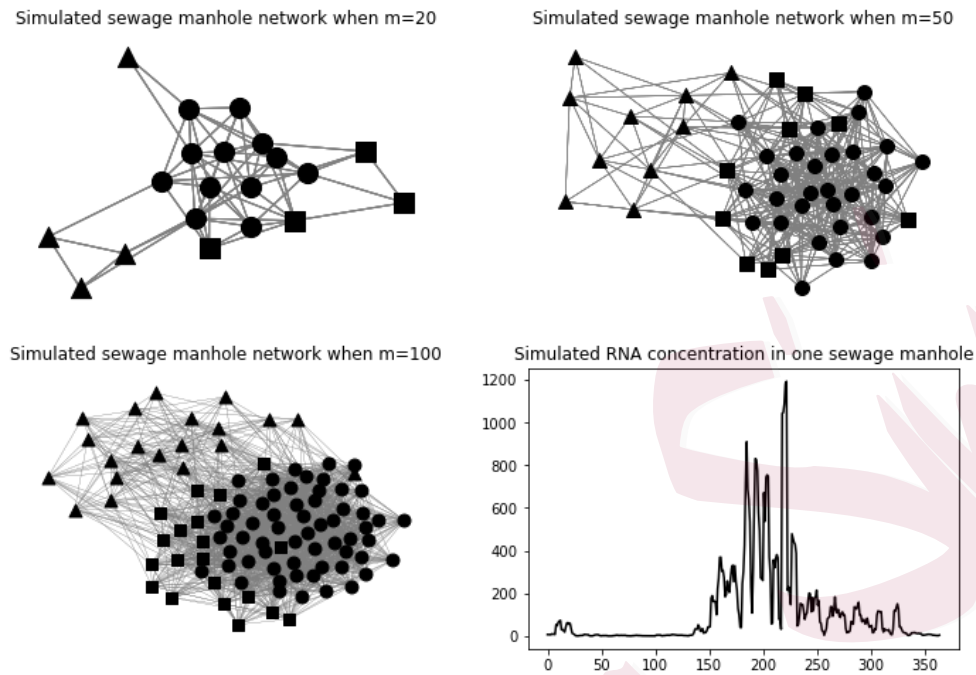 Simulated sewage manhole network when m=20
Simulated sewage manhole network when m=50
Simulated sewage manhole network when m=100
Simulated RNA concentration in one sewage manhole
1200
1000
800
600
400
200
0
0 50 100 150 200 250 300 350